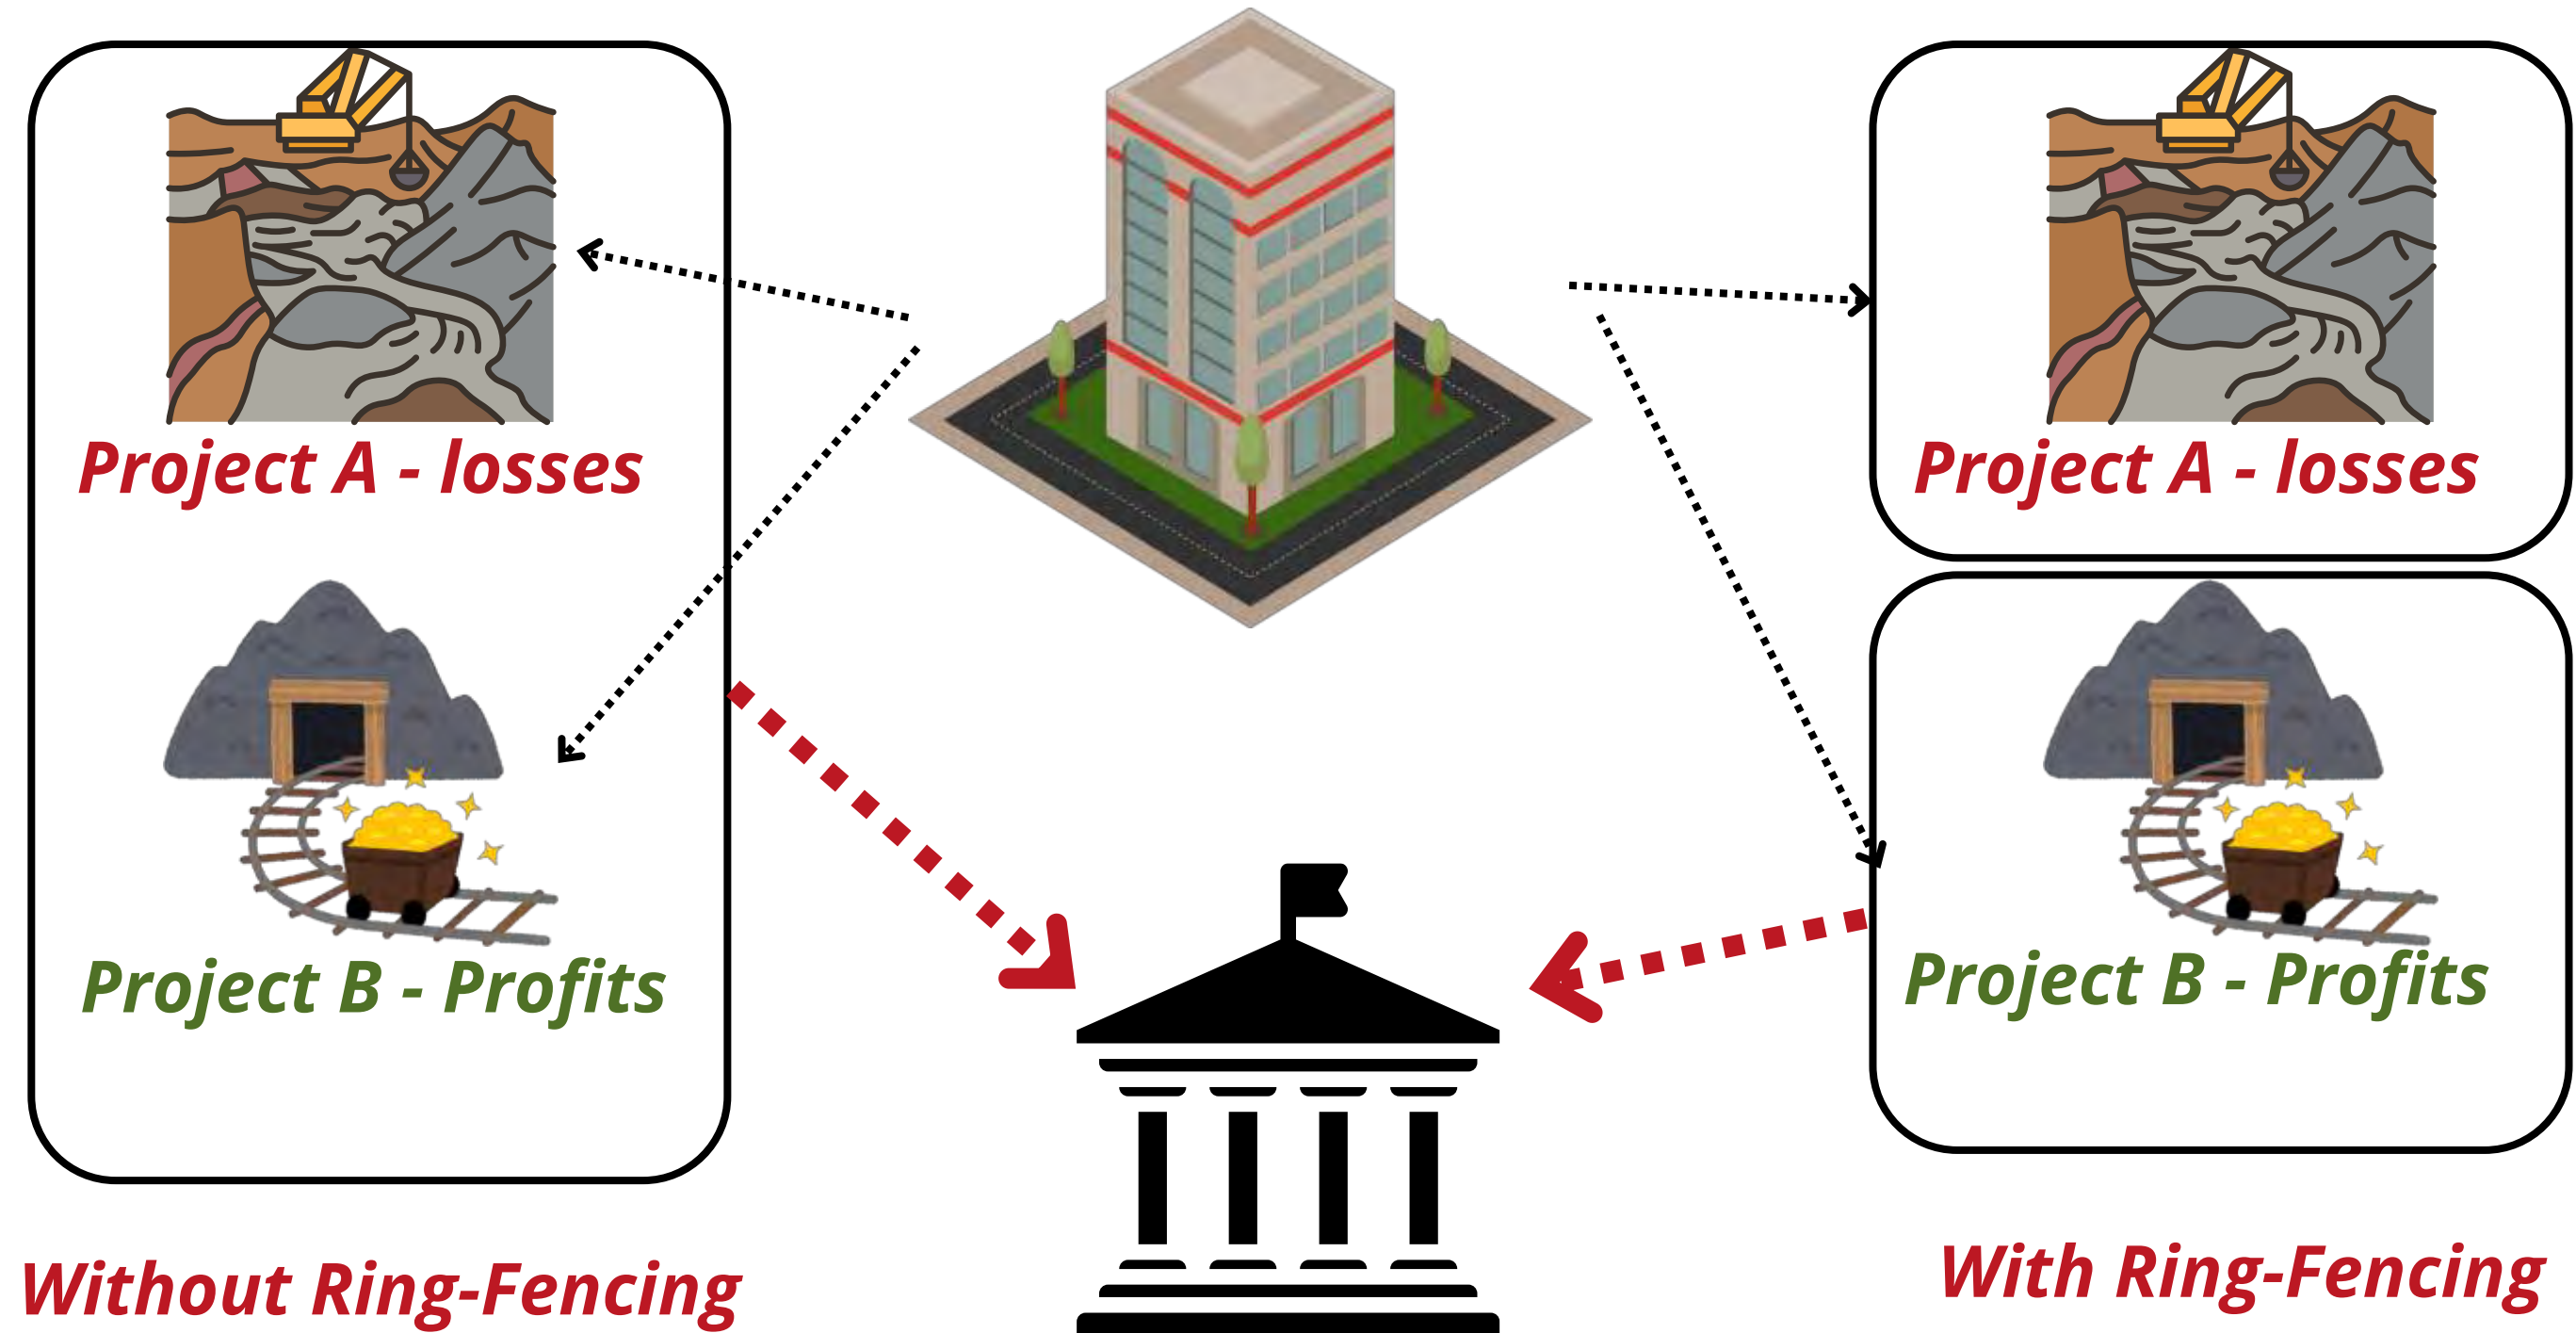 Project A - losses
Project B - Profits
Without Ring-Fencing
Project A - losses
Project B - Profits
With Ring-Fencing